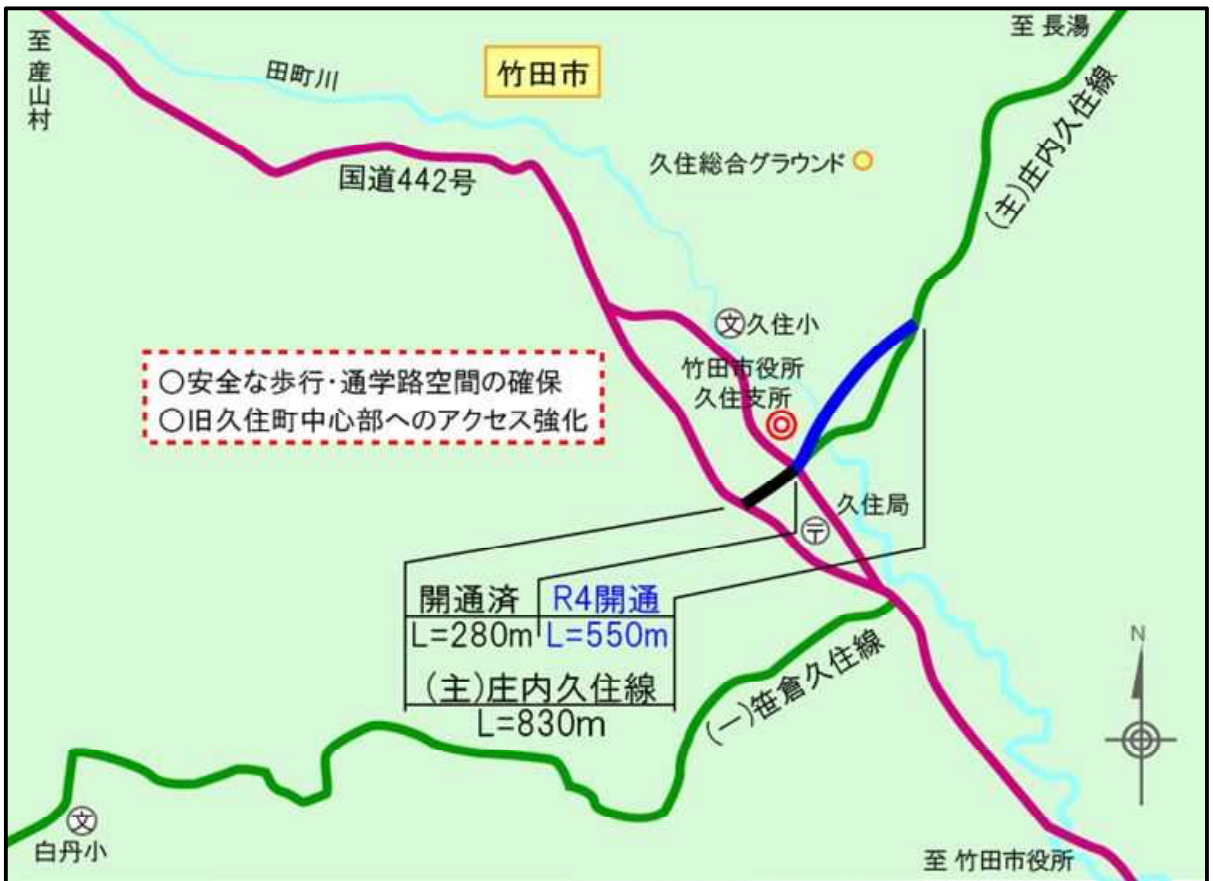 至 長湯
至産山村
田町川
竹田市
(主)庄内久住線
久住総合グラウンド
国道442号
文
久住小
竹田市役所
久住支所
○安全な歩行・通学路空間の確保
○旧久住町中心部へのアクセス強化
久住局
〒
開通済
R4開通
L=280m
L=550m
(主)庄内久住線
L=830m
(一)笹倉久住線
N
文
白丹小
至 竹田市役所